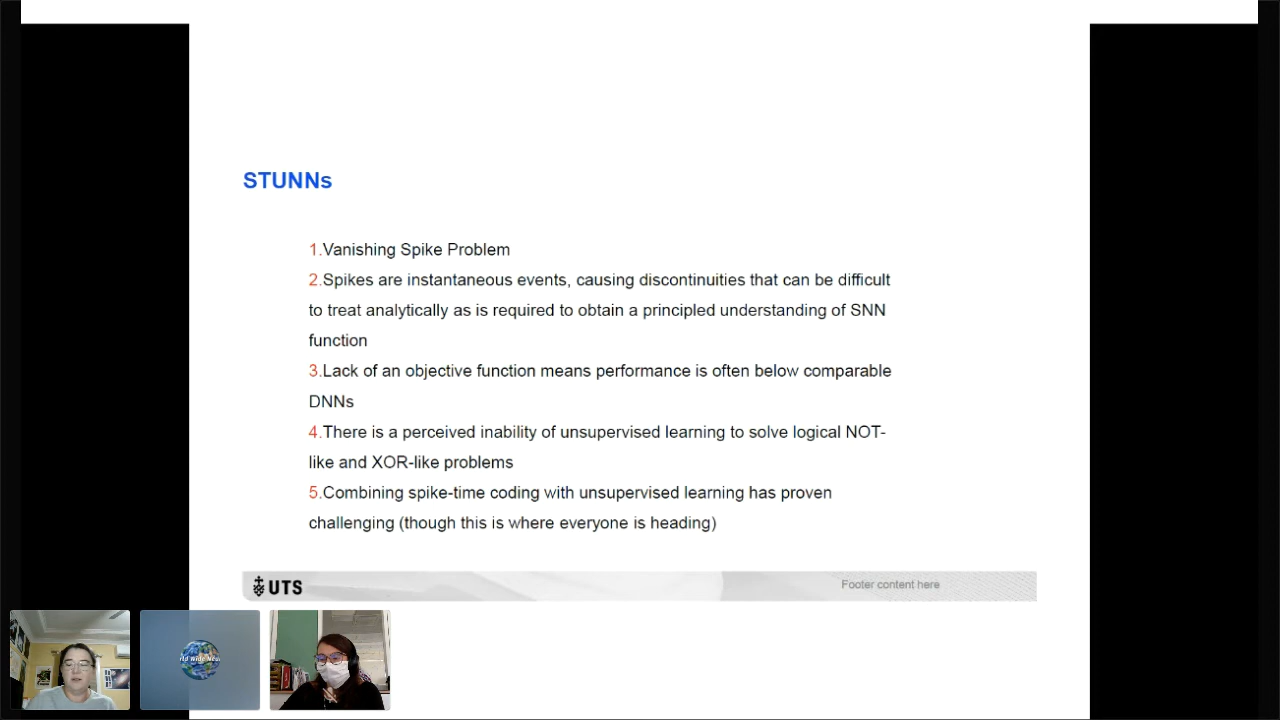 STUNNs
1.Vanishing Spike Problem
2.Spikes are instantaneous events, causing discontinuities that can be difficult
to treat analytically as is required to obtain a principled understanding of SNN
function
3.Lack of an objective function means performance is often below comparable
DNNs
4.There is a perceived inability of unsupervised learning to solve logical NOT-
like and XOR-like problems
5.Combining spike-time coding with unsupervised learning has proven
challenging (though this is where everyone is heading)
UTS
Footer content here
Wide